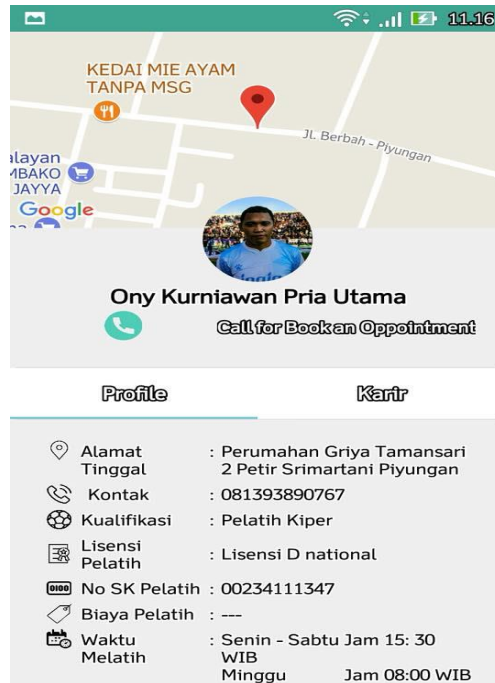 11.16
KEDAI MIE AYAM
TANPA MSG
JL. Berbah - Piyungan
alayan
MBAKO
JAYYA
Google
Ony Kurniawan Pria Utama
Call for Book an Oppointment
Profile
Karir
Alamat Tinggal : Perumahan Griya Tamansari
2 Petir Srimartani Piyungan
Kontak : 081393890767
Kualifikasi : Pelatih Kiper
Lisensi Pelatih : Lisensi D national
No SK Pelatih : 00234111347
Biaya Pelatih : ---
Waktu Melatih : Senin - Sabtu Jam 15: 30
WIB
Minggu Jam 08:00 WIB